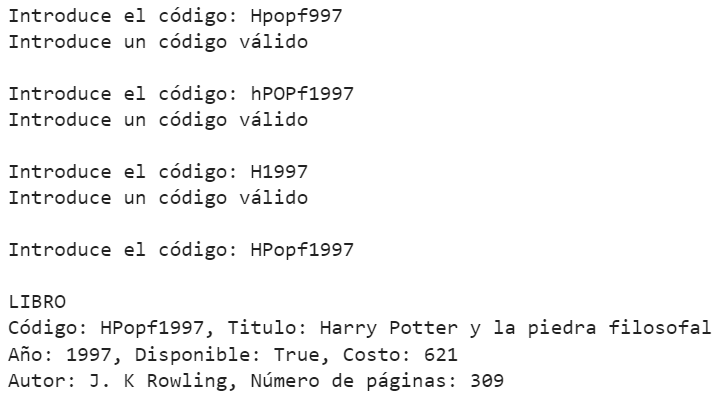 Introduce el código: Hpopf997
Introduce un código válido
Introduce el código: hPOPf1997
Introduce un código válido
Introduce el código: H1997
Introduce un código válido
Introduce el código: HPopf1997
LIBRO
Código: HPopf1997, Titulo: Harry Potter y la piedra filosofal
Año: 1997, Disponible: True, Costo: 621
Autor: J. K Rowling, Número de páginas: 309